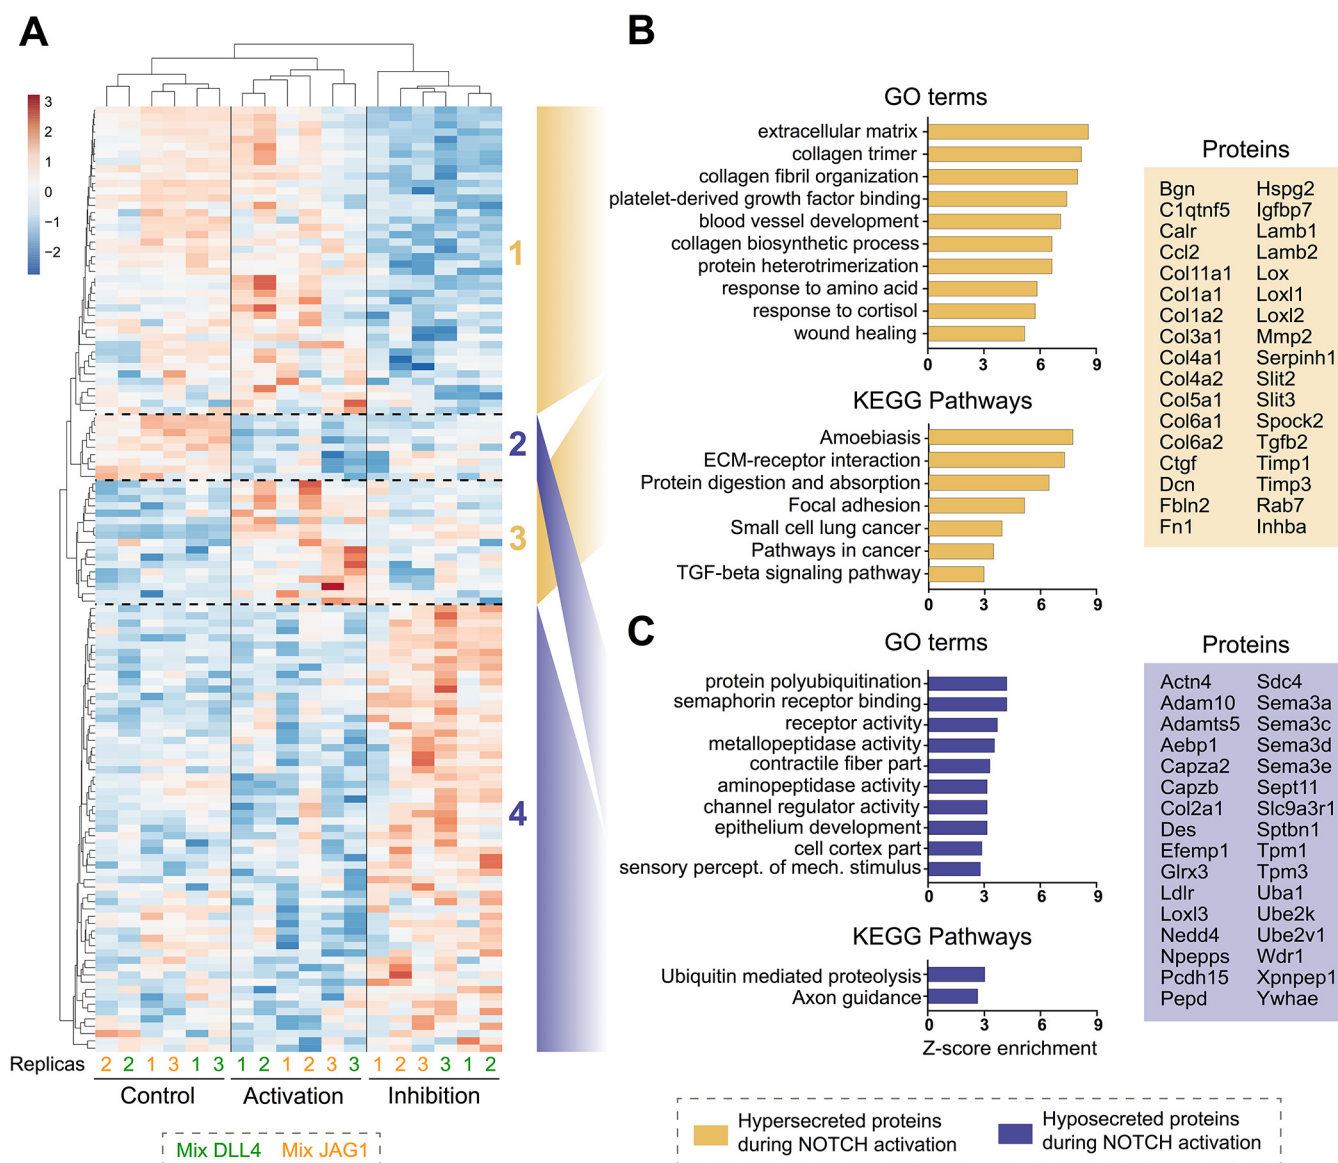 A
3
2
1
0
−1
−2
1
2
3
4
Replicas 2 2 1 3 1 3 1 2 1 2 3 3 1 2 3 3 1 2
Control Activation Inhibition
Mix DLL4 Mix JAG1
B
GO terms
extracellular matrix
collagen trimer
collagen fibril organization
platelet-derived growth factor binding
blood vessel development
collagen biosynthetic process
protein heterotrimerization
response to amino acid
response to cortisol
wound healing
0 3 6 9
KEGG Pathways
Amoebiasis
ECM-receptor interaction
Protein digestion and absorption
Focal adhesion
Small cell lung cancer
Pathways in cancer
TGF-beta signaling pathway
0 3 6 9
Proteins
Bgn Hspg2
C1qtnf5 Igfbp7
Calr Lamb1
Ccl2 Lamb2
Col11a1 Lox
Col1a1 Loxl1
Col1a2 Loxl2
Col3a1 Mmp2
Col4a1 Serpinh1
Col4a2 Slit2
Col5a1 Slit3
Col6a1 Spock2
Col6a2 Tgfb2
Ctgf Timp1
Dcn Timp3
Fbln2 Rab7
Fn1 Inhba
C
GO terms
protein polyubiquitination
semaphorin receptor binding
receptor activity
metallopeptidase activity
contractile fiber part
aminopeptidase activity
channel regulator activity
epithelium development
cell cortex part
sensory percept. of mech. stimulus
0 3 6 9
KEGG Pathways
Ubiquitin mediated proteolysis
Axon guidance
0 3 6 9
Z-score enrichment
Proteins
Actn4 Sdc4
Adam10 Sema3a
Adamts5 Sema3c
Aebp1 Sema3d
Capza2 Sema3e
Capzb Sept11
Col2a1 Slc9a3r1
Des Sptbn1
Efemp1 Tpm1
Glrx3 Tpm3
Ldlr Uba1
Loxl3 Ube2k
Nedd4 Ube2v1
Npepps Wdr1
Pcdh15 Xpnpep1
Pepd Ywhae
Hypersecreted proteins
during NOTCH activation
Hyposecreted proteins
during NOTCH activation